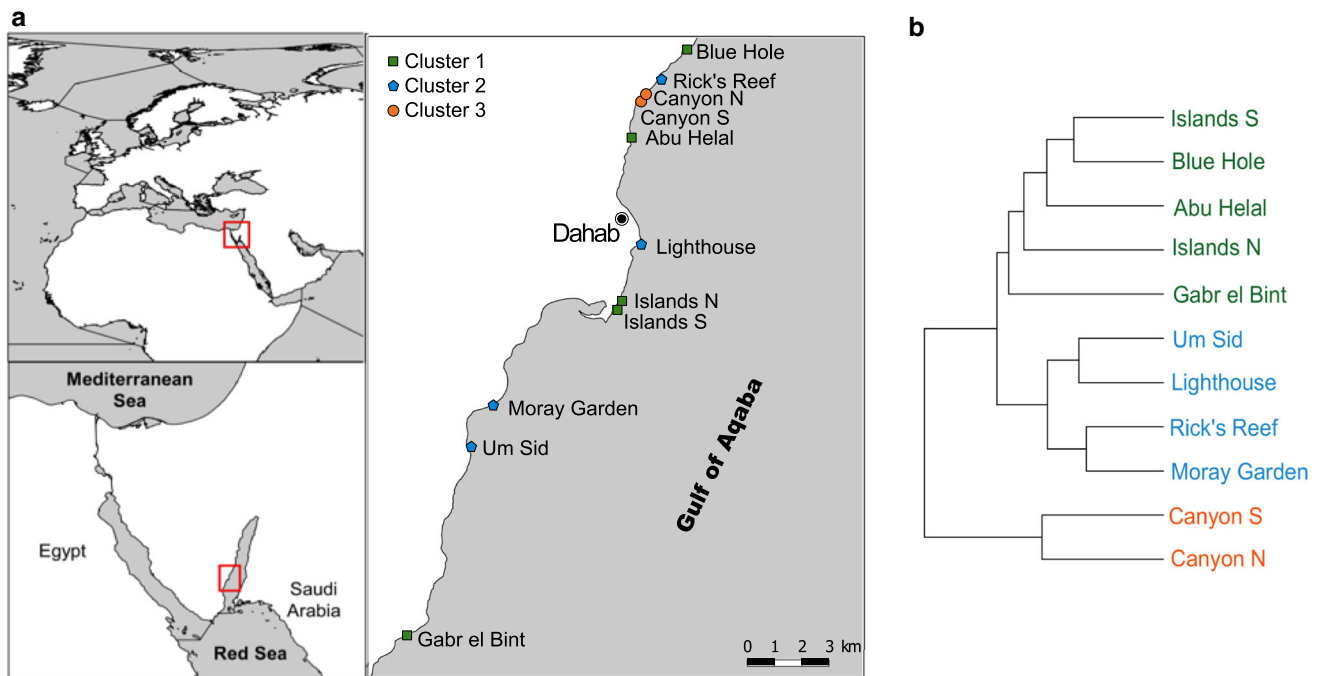 a
Mediterranean
Sea
Egypt
Saudi
Arabia
Red Sea
Cluster 1
Cluster 2
Cluster 3
Blue Hole
Rick's Reef
Canyon N
Canyon S
Abu Helal
Dahab
Lighthouse
Islands N
Islands S
Moray Garden
Um Sid
Gulf of Aqaba
Gabr el Bint
0 1 2 3 km
b
Islands S
Blue Hole
Abu Helal
Islands N
Gabr el Bint
Um Sid
Lighthouse
Rick's Reef
Moray Garden
Canyon S
Canyon N